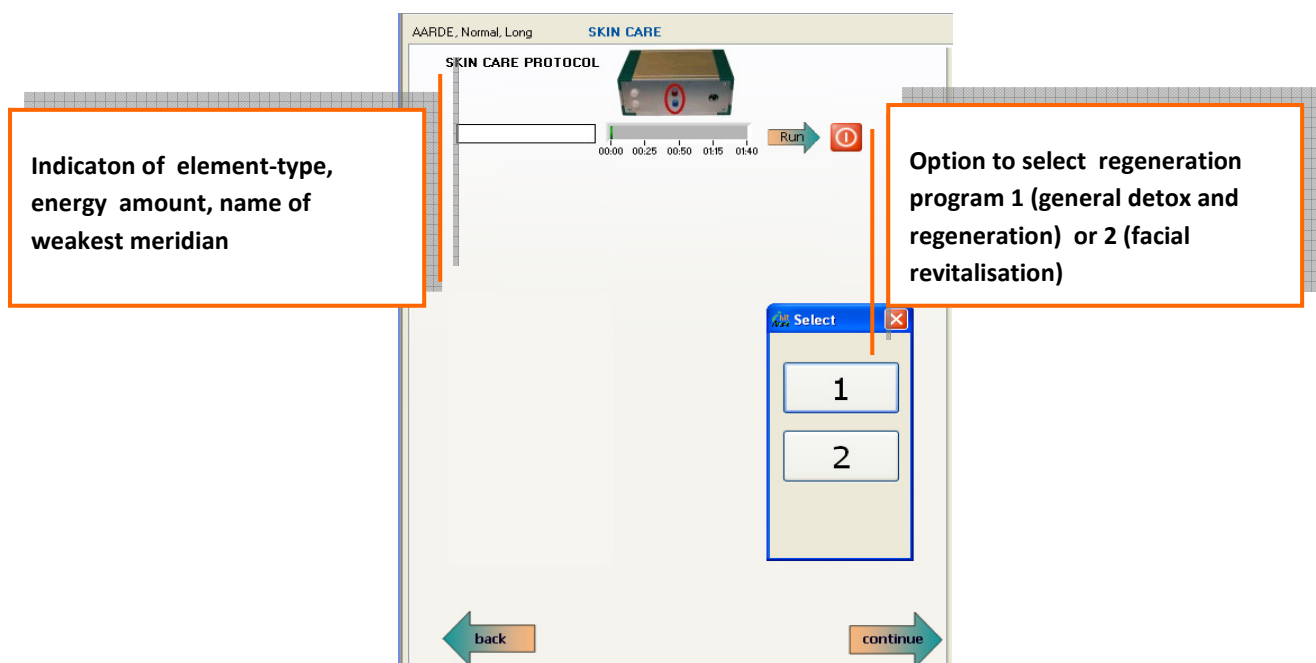 AARDE, Normal, Long SKIN CARE
SKIN CARE PROTOCOL
Indicaton of element-type,
energy amount, name of
weakest meridian
00:00 00:25 00:50 01:15 01:40
Run
Option to select regeneration
program 1 (general detox and
regeneration) or 2 (facial
revitalisation)
Select
1
2
back
continue